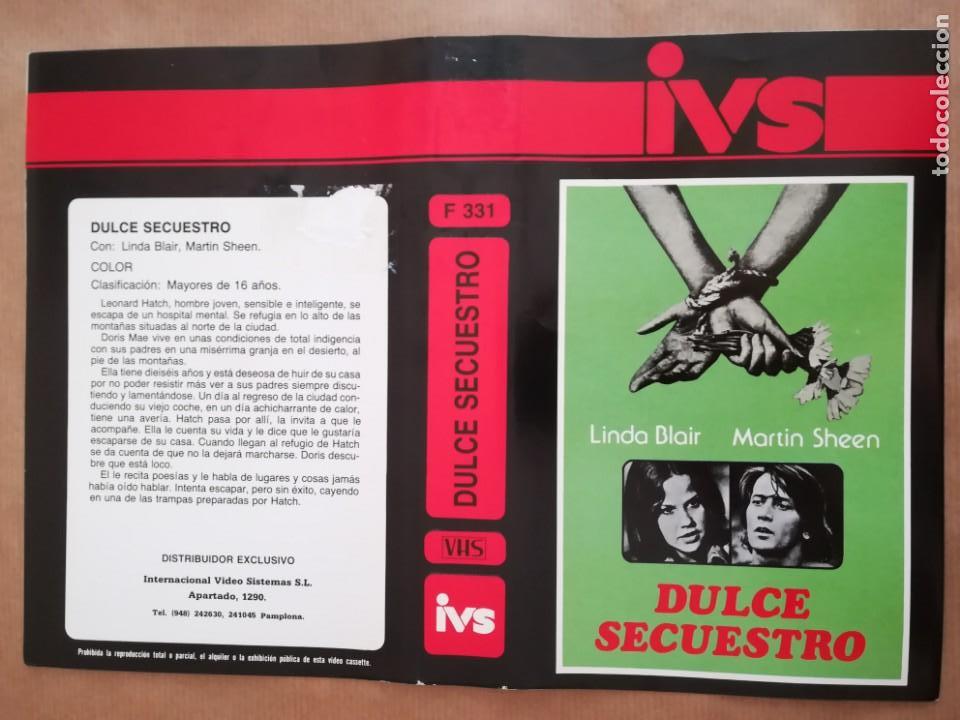 DULCE SECUESTRO
Con: Linda Blair, Martin Sheen.
COLOR
Clasificación: Mayores de 16 años.
Leonard Hatch, hombre joven, sensible e inteligente, se
escapa de un hospital mental. Se refugia en lo alto de las
montañas situadas al norte de la ciudad.
Doris Mae vive en unas condiciones de total indigencia
con sus padres en una misérrima granja en el desierto, al
pie de las montañas.
Ella tiene dieiséis años y está deseosa de huir de su casa
por no poder resistir más ver a sus padres siempre discu-
tiendo y lamentándose. Un día al regreso de la ciudad con-
duciendo su viejo coche, en un día achicharrante de calor,
tiene una avería. Hatch pasa por allí, la invita a que le
acompañe. Ella le cuenta su vida y le dice que le gustaría
escaparse de su casa. Cuando llegan al refugio de Hatch
se da cuenta de que no la dejará marcharse. Doris descu-
bre que está loco.
El le recita poesías y le habla de lugares y cosas jamás
había oído hablar. Intenta escapar, pero sin éxito, cayendo
en una de las trampas preparadas por Hatch.
DISTRIBUIDOR EXCLUSIVO
Internacional Video Sistemas S.L.
Apartado, 1290.
Tel. (948) 242630, 241045 Pamplona.
Prohibida la reproducción total o parcial, el alquiler o la exhibición pública de esta video cassette.
F 331
DULCE SECUESTRO
VHS
ivs
ivs
Linda Blair Martin Sheen
DULCE
SECUESTRO
todocoleccion